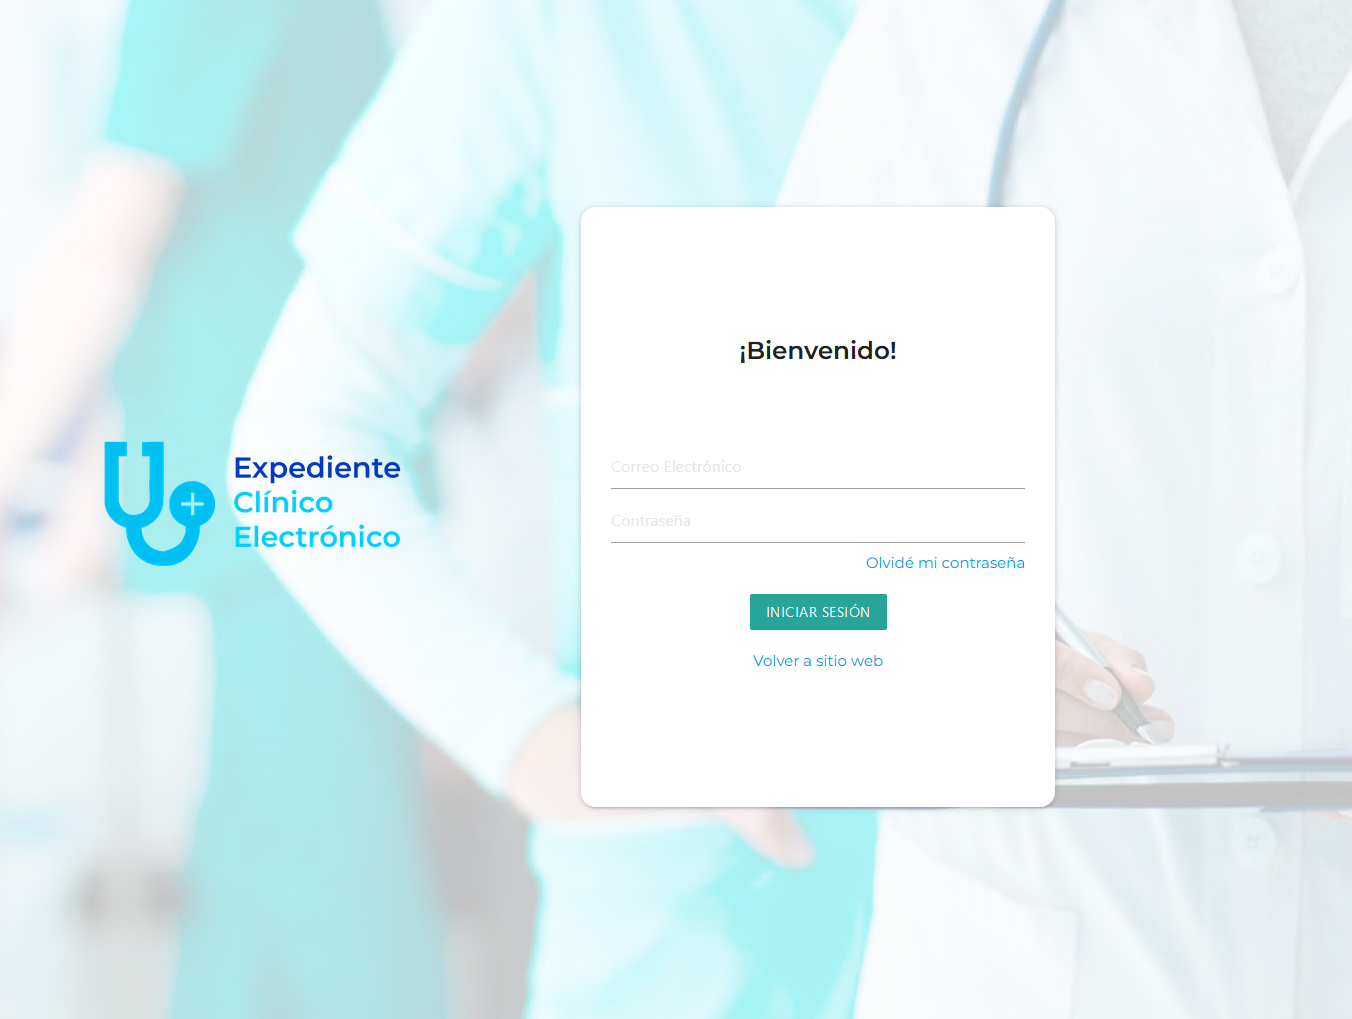 Expediente
Clínico
Electrónico
¡Bienvenido!
Correo Electrónico
Contraseña
Olvidé mi contraseña
INICIAR SESIÓN
Volver a sitio web